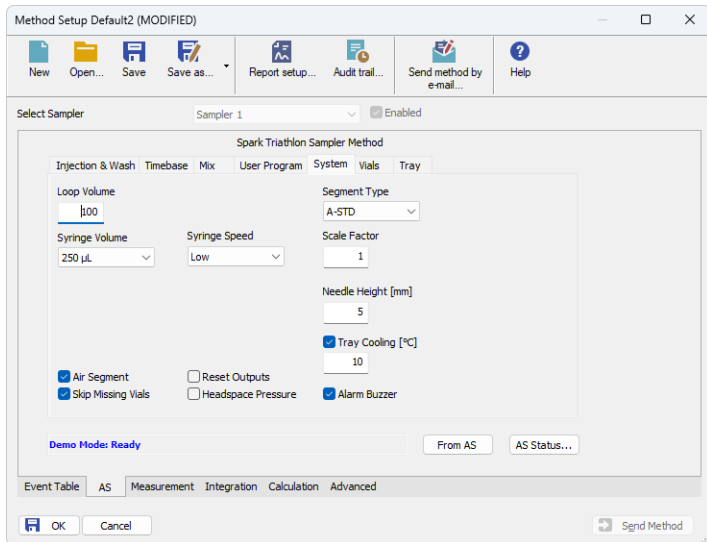 Method Setup Default2 (MODIFIED)
New Open... Save Save as... Report setup... Audit trail... Send method by e-mail... Help
Select Sampler Sampler 1 Enabled
Spark Triathlon Sampler Method
Injection & Wash Timebase Mix User Program System Vials Tray
Loop Volume Segment Type
100 A-STD
Syringe Volume Syringe Speed Scale Factor
250 µL Low 1
Needle Height [mm]
5
Tray Cooling [°C]
10
Air Segment Reset Outputs
Skip Missing Vials Headspace Pressure Alarm Buzzer
Demo Mode: Ready From AS AS Status...
Event Table AS Measurement Integration Calculation Advanced
OK Cancel Send Method